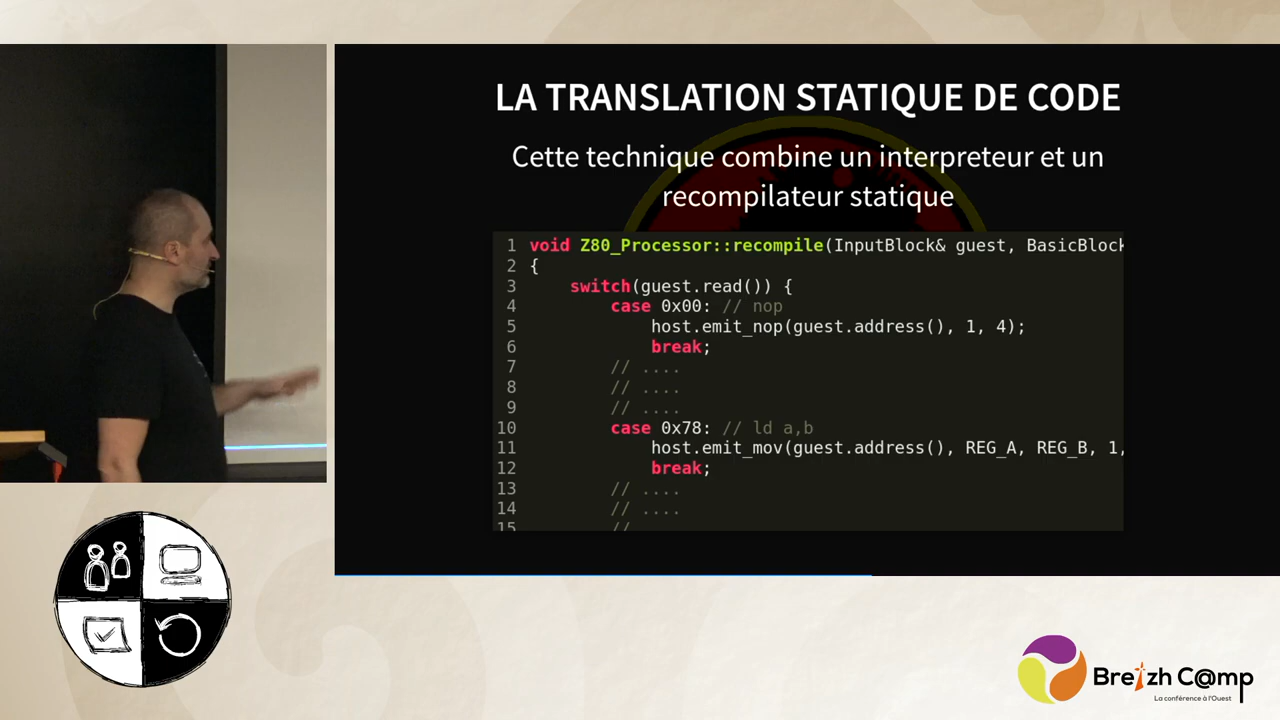 LA TRANSLATION STATIQUE DE CODE
Cette technique combine un interpreteur et un
recompilateur statique
1 void Z80_Processor::recompile(InputBlock& guest, BasicBlock
2 {
3 switch(guest.read()) {
4 case 0x00: // nop
5 host.emit_nop(guest.address(), 1, 4);
6 break;
7 // ....
8 // ....
9 // ....
10 case 0x78: // ld a,b
11 host.emit_mov(guest.address(), REG_A, REG_B, 1,
12 break;
13 // ....
14 // ....
15 //
Breizh C@mp
La conférence à l'Ouest